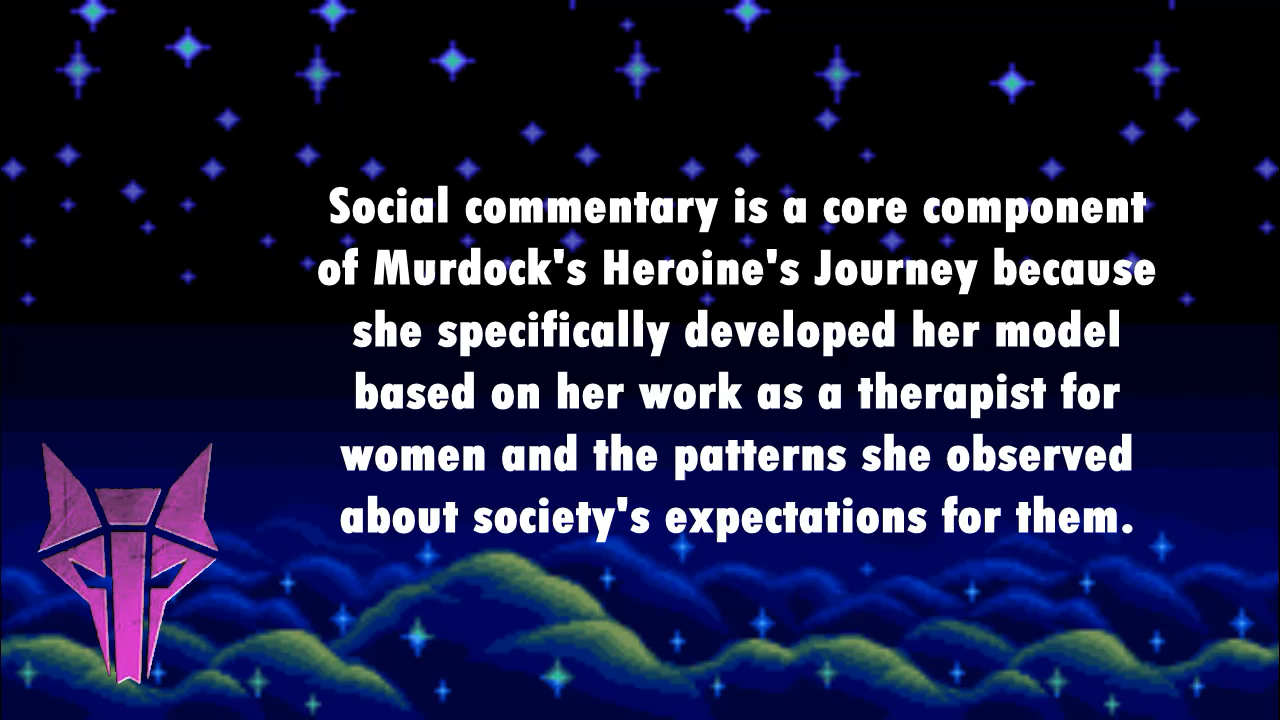 Social commentary is a core component
of Murdock's Heroine's Journey because
she specifically developed her model
based on her work as a therapist for
women and the patterns she observed
about society's expectations for them.